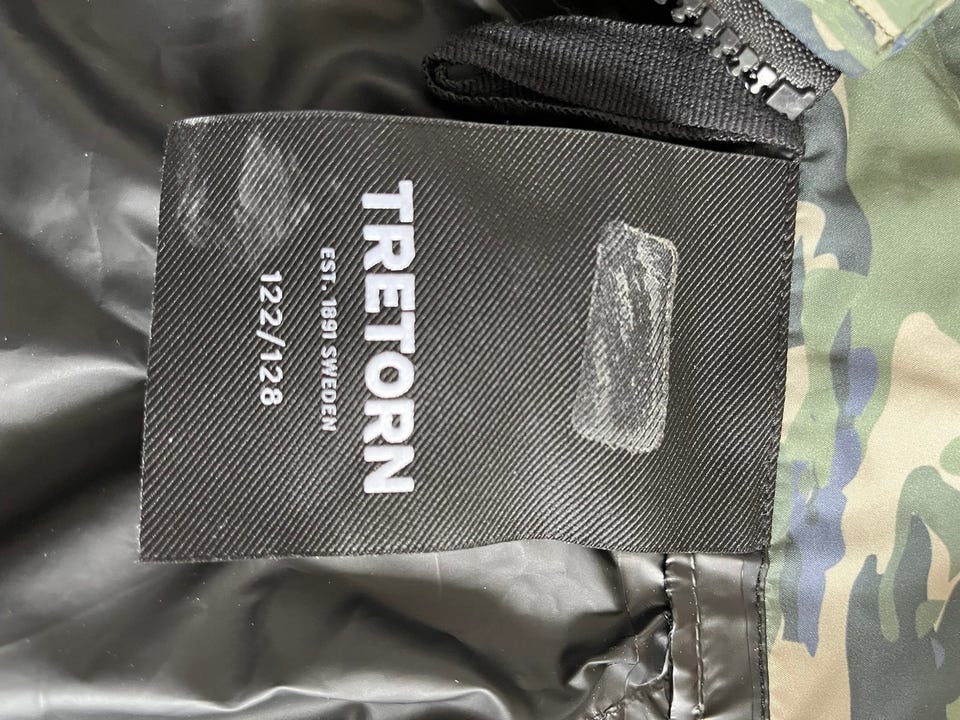 TRETORN
EST. 1891 SWEDEN
122/128